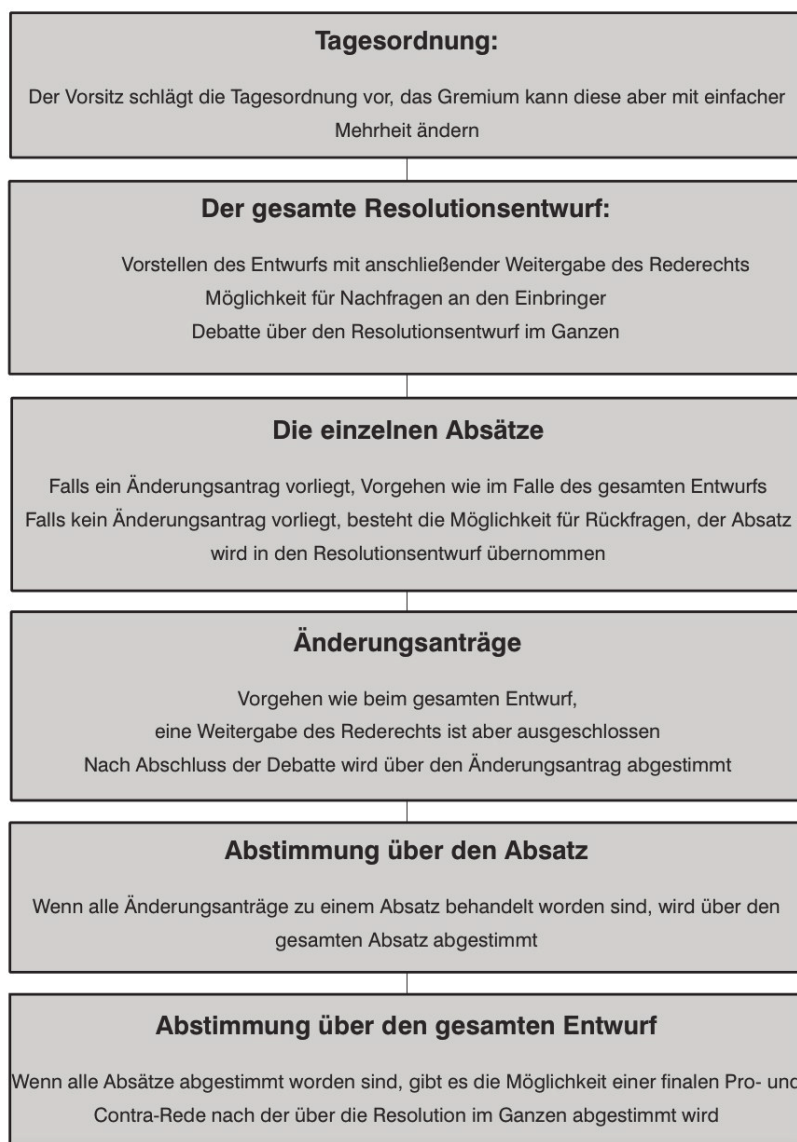 Tagesordnung:
Der Vorsitz schlägt die Tagesordnung vor, das Gremium kann diese aber mit einfacher
Mehrheit ändern
Der gesamte Resolutionsentwurf:
Vorstellen des Entwurfs mit anschließender Weitergabe des Rederechts
Möglichkeit für Nachfragen an den Einbringer
Debatte über den Resolutionsentwurf im Ganzen
Die einzelnen Absätze
Falls ein Änderungsantrag vorliegt, Vorgehen wie im Falle des gesamten Entwurfs
Falls kein Änderungsantrag vorliegt, besteht die Möglichkeit für Rückfragen, der Absatz
wird in den Resolutionsentwurf übernommen
Änderungsanträge
Vorgehen wie beim gesamten Entwurf,
eine Weitergabe des Rederechts ist aber ausgeschlossen
Nach Abschluss der Debatte wird über den Änderungsantrag abgestimmt
Abstimmung über den Absatz
Wenn alle Änderungsanträge zu einem Absatz behandelt worden sind, wird über den
gesamten Absatz abgestimmt
Abstimmung über den gesamten Entwurf
Wenn alle Absätze abgestimmt worden sind, gibt es die Möglichkeit einer finalen Pro- und
Contra-Rede nach der über die Resolution im Ganzen abgestimmt wird